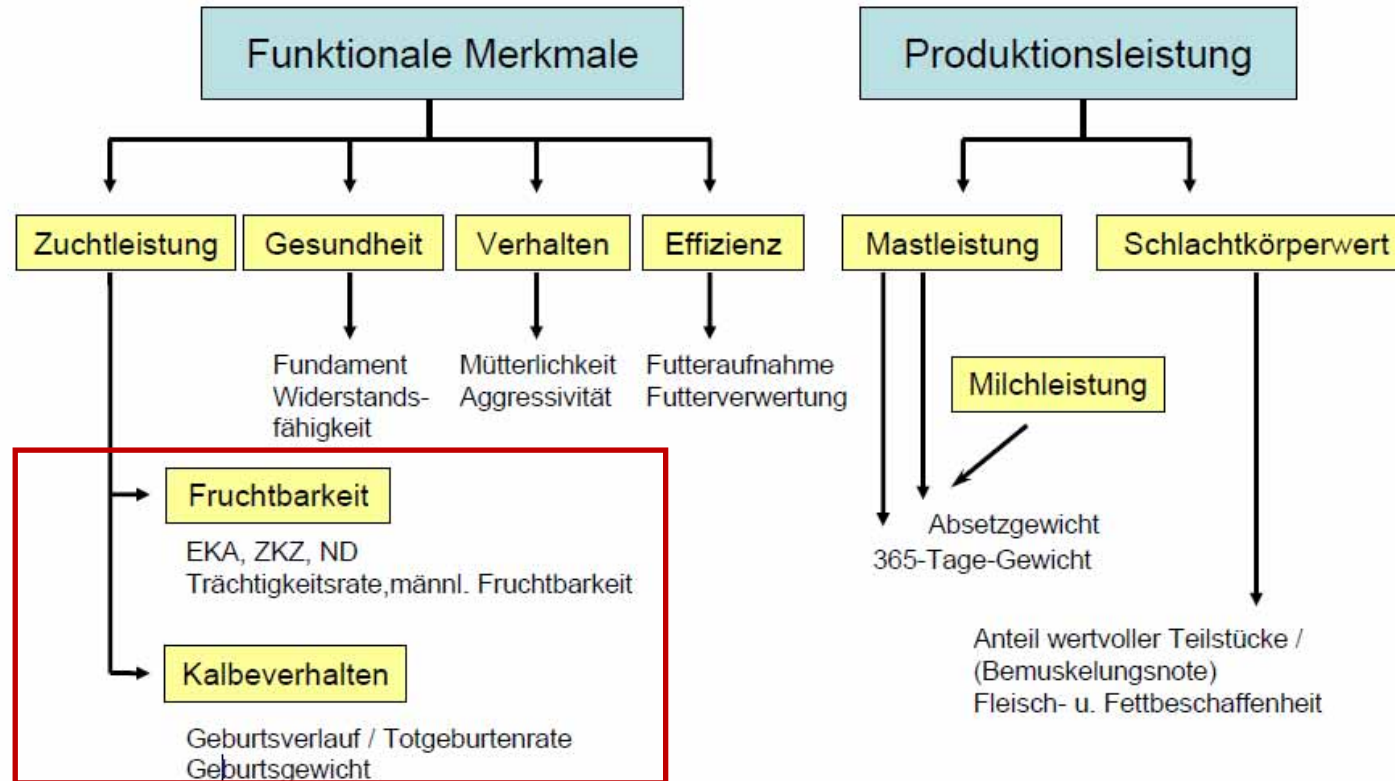 Funktionale Merkmale
Produktionsleistung
Zuchtleistung
Gesundheit
Verhalten
Effizienz
Mastleistung
Schlachtkörperwert
Fundament
Widerstands-
fähigkeit
Mütterlichkeit
Aggressivität
Futteraufnahme
Futterverwertung
Milchleistung
Fruchtbarkeit
EKA, ZKZ, ND
Trächtigkeitsrate,männl. Fruchtbarkeit
Absetzgewicht
365-Tage-Gewicht
Kalbeverhalten
Geburtsverlauf / Totgeburtenrate
Geburtsgewicht
Anteil wertvoller Teilstücke /
(Bemuskelungsnote)
Fleisch- u. Fettbeschaffenheit